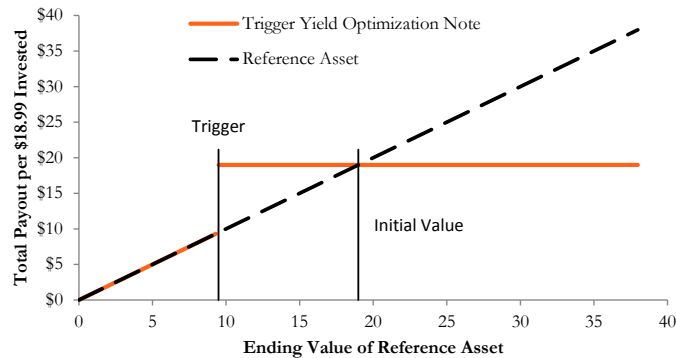 $40
$35
$30
$25
$20
$15
$10
$5
$0
Total Payout per $18.99 Invested
Trigger Yield Optimization Note
Reference Asset
Trigger
Initial Value
0 5 10 15 20 25 30 35 40
Ending Value of Reference Asset